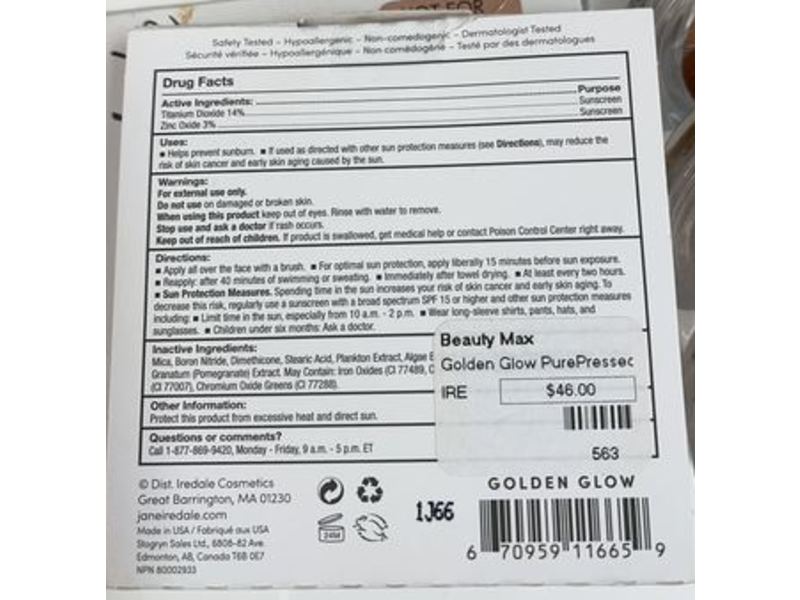 NOT FOR
Safety Tested - Hypoallergenic - Non-comedogenic - Dermatologist Tested
Sécurité vérifiée - Hypoallergénique - Non comédogène - Testé par des dermatologues
Drug Facts
Active Ingredients: Purpose
Titanium Dioxide 14% Sunscreen
Zinc Oxide 3% Sunscreen
Uses:
■ Helps prevent sunburn. ■ If used as directed with other sun protection measures (see Directions), may reduce the
risk of skin cancer and early skin aging caused by the sun.
Warnings:
For external use only.
Do not use on damaged or broken skin.
When using this product keep out of eyes. Rinse with water to remove.
Stop use and ask a doctor if rash occurs.
Keep out of reach of children. If product is swallowed, get medical help or contact Poison Control Center right away.
Directions:
■ Apply all over the face with a brush. ■ For optimal sun protection, apply liberally 15 minutes before sun exposure.
■ Reapply: after 40 minutes of swimming or sweating. ■ Immediately after towel drying. ■ At least every two hours.
■ Sun Protection Measures. Spending time in the sun increases your risk of skin cancer and early skin aging. To
decrease this risk, regularly use a sunscreen with a broad spectrum SPF 15 or higher and other sun protection measures
including: ■ Limit time in the sun, especially from 10 a.m. - 2 p.m. ■ Wear long-sleeve shirts, pants, hats, and
sunglasses. ■ Children under six months: Ask a doctor.
Inactive Ingredients:
Mica, Boron Nitride, Dimethicone, Stearic Acid, Plankton Extract, Algae E
Granatum (Pomegranate) Extract. May Contain: Iron Oxides (CI 77489, C
(CI 77007), Chromium Oxide Greens (CI 77288).
Other Information:
Protect this product from excessive heat and direct sun.
Questions or comments?
Call 1-877-869-9420, Monday - Friday, 9 a.m. - 5 p.m. ET
Beauty Max
Golden Glow PurePressec
IRE $46.00
563
© Dist. Iredale Cosmetics
Great Barrington, MA 01230
janeiredale.com
Made in USA / Fabriqué aux USA
Stogryn Sales Ltd., 6808-82 Ave.
Edmonton, AB, Canada T6B 0E7
NPN 80002933
24M
1J66
GOLDEN GLOW
6 70959 11665 9